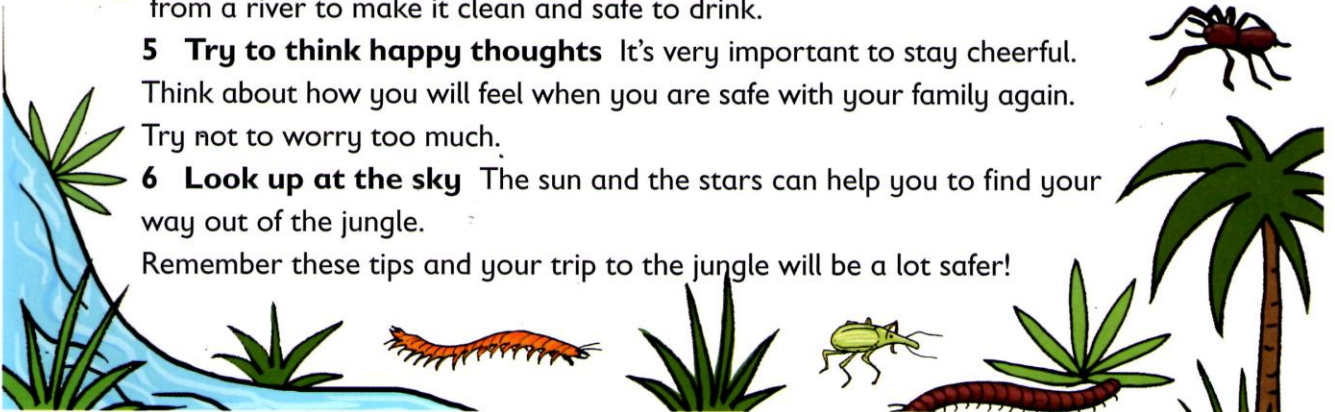 from a river to make it clean and safe to drink.
5 Try to think happy thoughts It's very important to stay cheerful.
Think about how you will feel when you are safe with your family again.
Try not to worry too much.
6 Look up at the sky The sun and the stars can help you to find your
way out of the jungle.
Remember these tips and your trip to the jungle will be a lot safer!